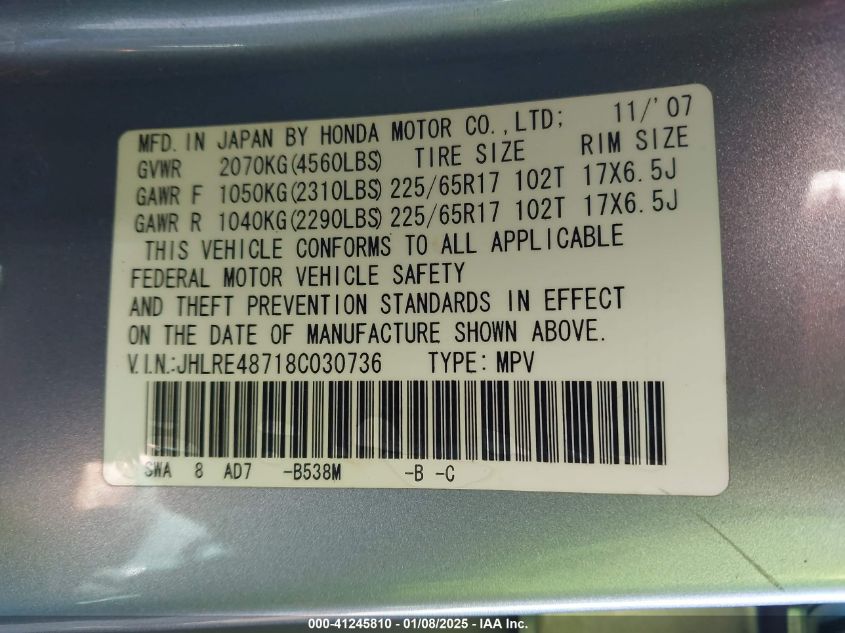 MFD. IN JAPAN BY HONDA MOTOR CO.,LTD; 11/'07
GVWR 2070KG(4560LBS) TIRE SIZE RIM SIZE
GAWR F 1050KG(2310LBS) 225/65R17 102T 17X6.5J
GAWR R 1040KG(2290LBS) 225/65R17 102T 17X6.5J
THIS VEHICLE CONFORMS TO ALL APPLICABLE
FEDERAL MOTOR VEHICLE SAFETY
AND THEFT PREVENTION STANDARDS IN EFFECT
ON THE DATE OF MANUFACTURE SHOWN ABOVE.
V.I.N.:JHLRE48718C030736 TYPE: MPV
SWA 8 AD7 -B538M -B -C
000-41245810 - 01/08/2025 - IAA Inc.